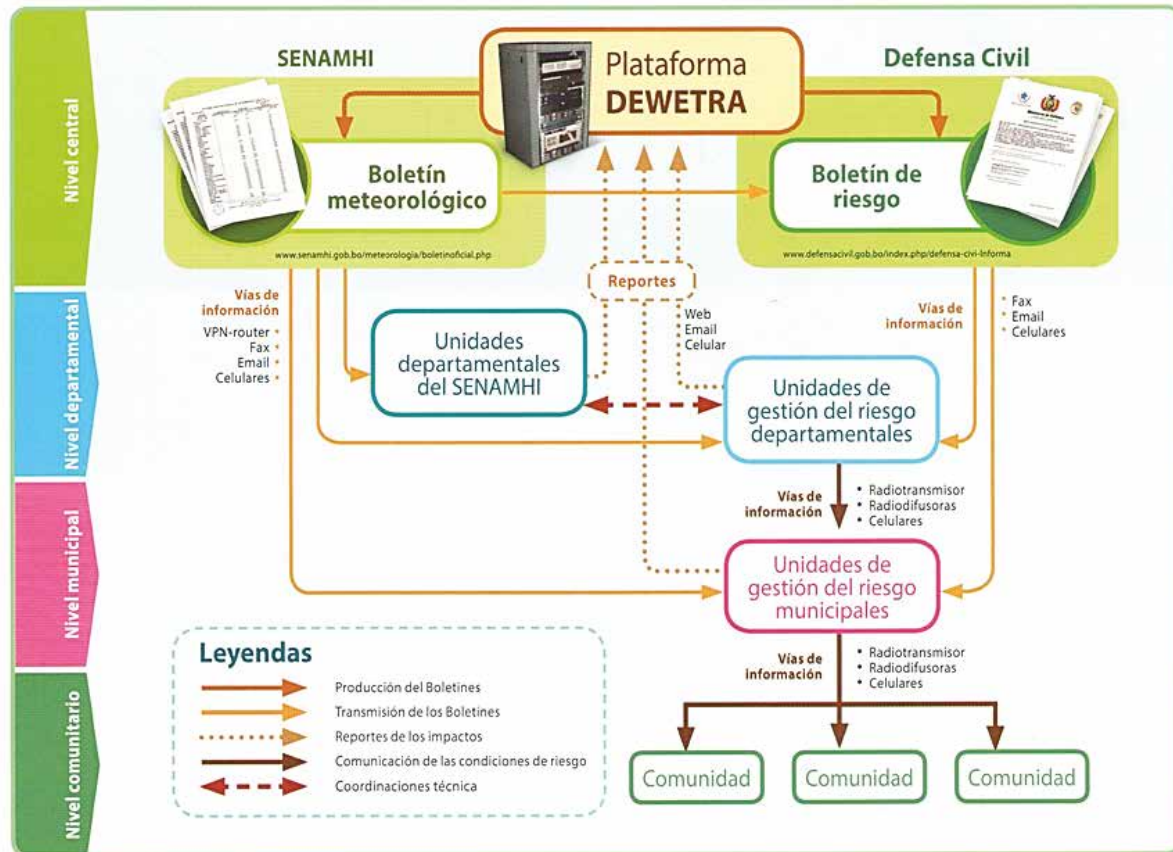 Nivel central
SENAMHI
Plataforma
DEWETRA
Defensa Civil
Boletín
meteorológico
www.senamhi.gob.bo/meteorologia/boletinoficial.php
Boletín de
riesgo
www.defensacivil.gob.bo/index.php/defensa-civi-Informa
Nivel departamental
Vías de
información
VPN-router •
Fax •
Email •
Celulares •
Unidades
departamentales
del SENAMHI
Reportes
Web
Email
Celular
Vías de
información
• Fax
• Email
• Celulares
Unidades de
gestión del riesgo
departamentales
Nivel municipal
Vías de
información
• Radiotransmisor
• Radiodifusoras
• Celulares
Unidades de
gestión del riesgo
municipales
Nivel comunitario
Vías de
información
• Radiotransmisor
• Radiodifusoras
• Celulares
Comunidad
Comunidad
Comunidad
Leyendas
Producción del Boletines
Transmisión de los Boletines
Reportes de los impactos
Comunicación de las condiciones de riesgo
Coordinaciones técnica